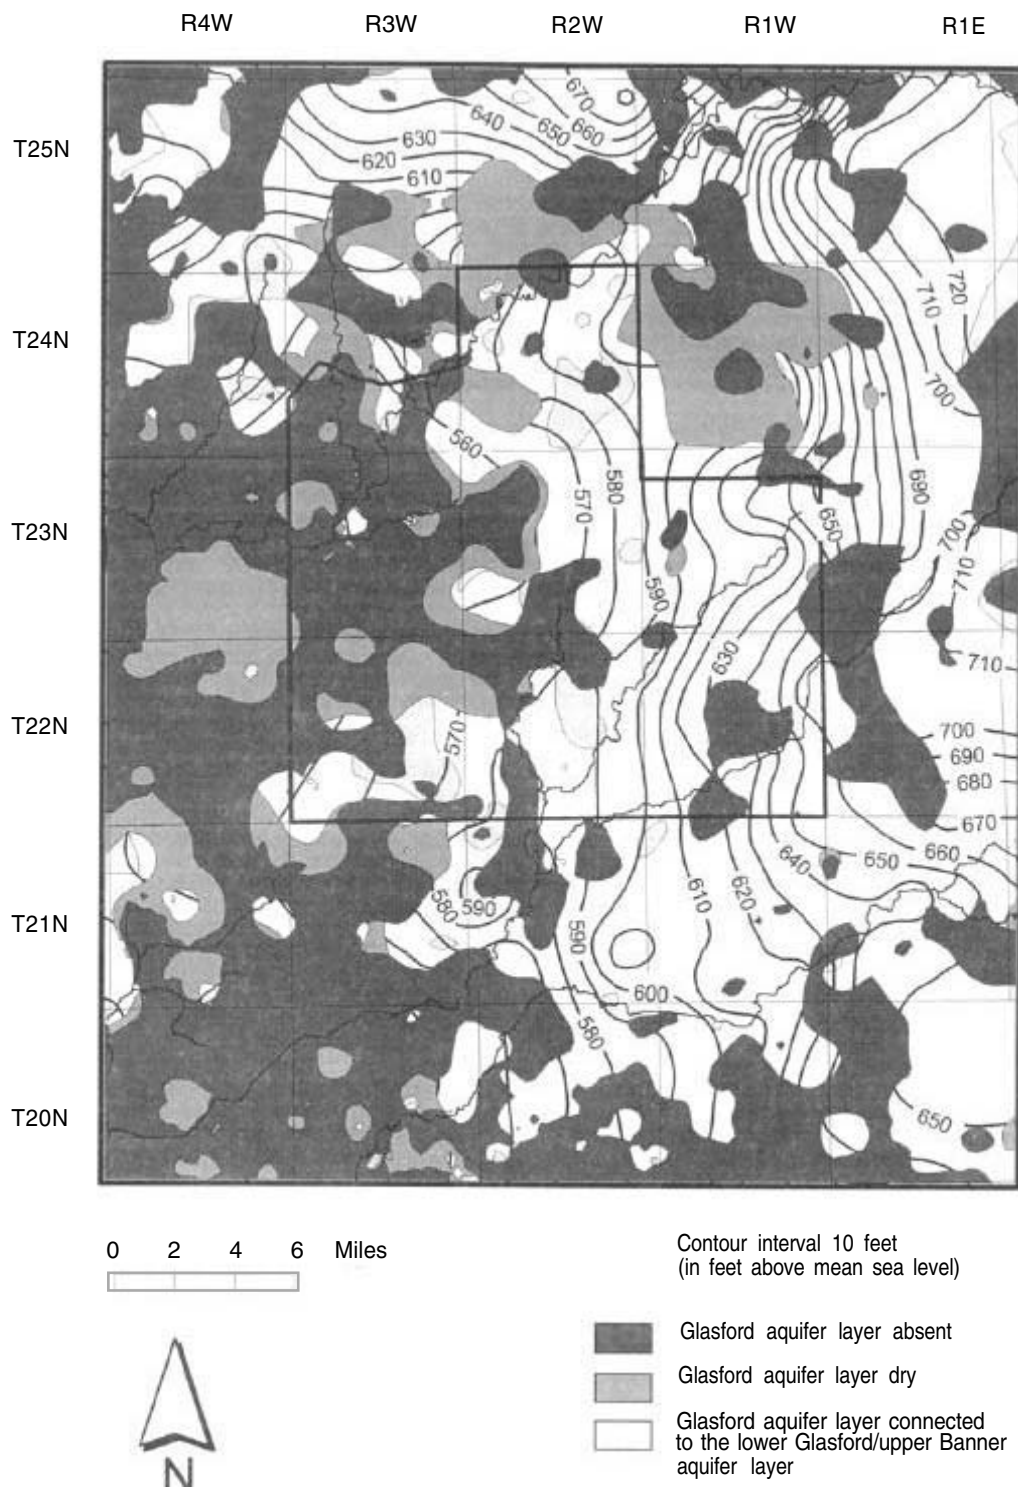 R4W R3W R2W R1W R1E
T25N
T24N
T23N
T22N
T21N
T20N
670
640
650
660
630
620
610
720
710
700
560
580
570
690
650
700
710
590
630
710
570
700
690
680
670
660
650
640
620
610
580
590
590
600
580
650
0 2 4 6 Miles
Contour interval 10 feet
(in feet above mean sea level)
Glasford aquifer layer absent
Glasford aquifer layer dry
Glasford aquifer layer connected
to the lower Glasford/upper Banner
aquifer layer
N